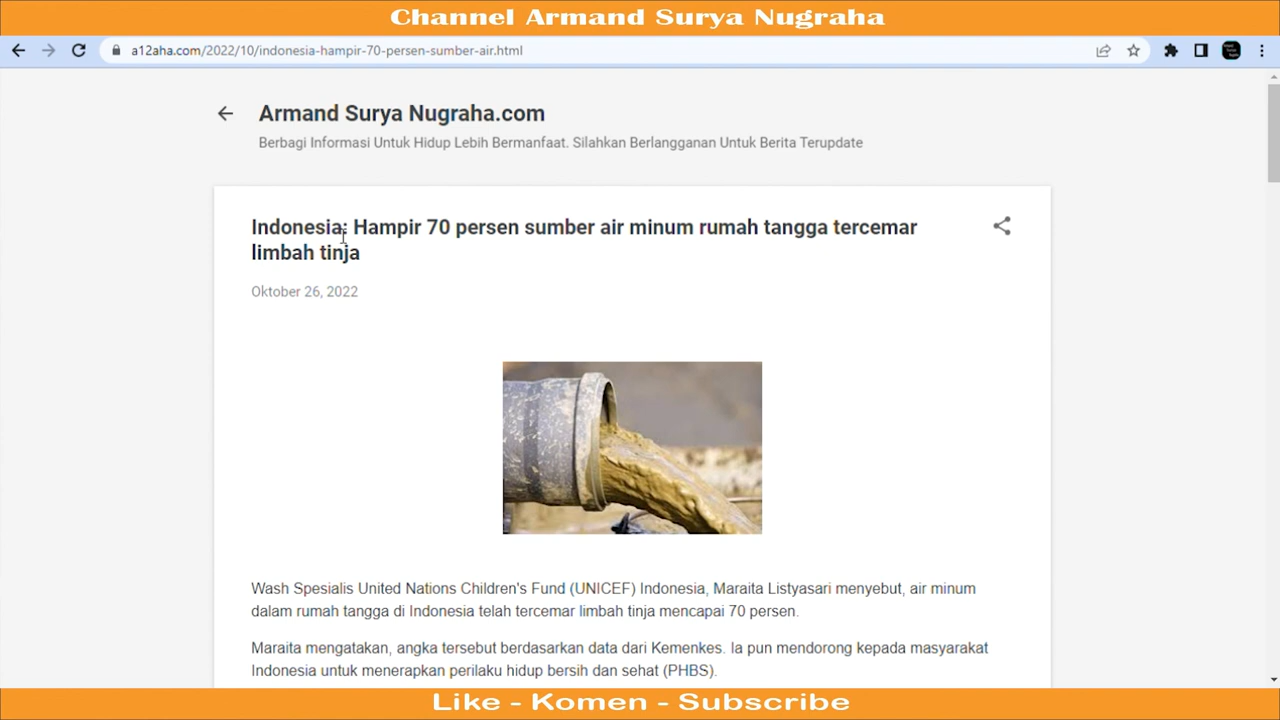 Channel Armand Surya Nugraha
a12aha.com/2022/10/indonesia-hampir-70-persen-sumber-air.html
Armand Surya Nugraha.com
Berbagi Informasi Untuk Hidup Lebih Bermanfaat. Silahkan Berlangganan Untuk Berita Terupdate
Indonesia: Hampir 70 persen sumber air minum rumah tangga tercemar
limbah tinja
Oktober 26, 2022
Wash Spesialis United Nations Children's Fund (UNICEF) Indonesia, Maraita Listyasari menyebut, air minum
dalam rumah tangga di Indonesia telah tercemar limbah tinja mencapai 70 persen.
Maraita mengatakan, angka tersebut berdasarkan data dari Kemenkes. Ia pun mendorong kepada masyarakat
Indonesia untuk menerapkan perilaku hidup bersih dan sehat (PHBS).
Like - Komen - Subscribe